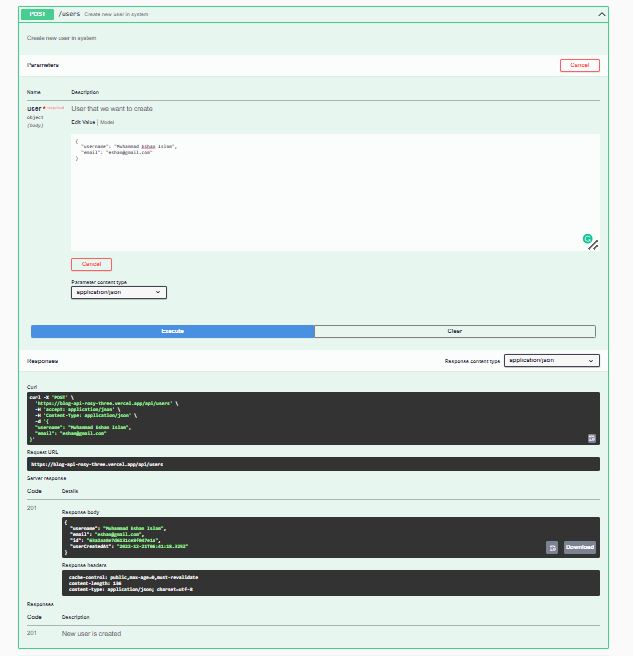 POST /users Create new user in system
Create new user in system
Parameters
Cancel
Name Description
user * required
object
(body)
User that we want to create
Edit Value | Model
{
"username": "Muhammad Eshan Islam",
"email": "eshan@gmail.com"
}
Cancel
Parameter content type
application/json
Execute Clear
Responses Response content type application/json
Curl
curl -X 'POST' \
'https://blog-api-rosy-three.vercel.app/api/users' \
-H 'accept: application/json' \
-H 'Content-Type: application/json' \
-d '{
"username": "Muhammad Eshan Islam",
"email": "eshan@gmail.com"
}'
Request URL
https://blog-api-rosy-three.vercel.app/api/users
Server response
Code Details
201
Response body
{
"username": "Muhammad Eshan Islam",
"email": "eshan@gmail.com",
"id":
"userCreatedAt":
}
Download
Response headers
cache-control: public,max-age=0,must-revalidate
content-length: 136
content-type: application/json; charset=utf-8
Responses
Code Description
201 New user is created